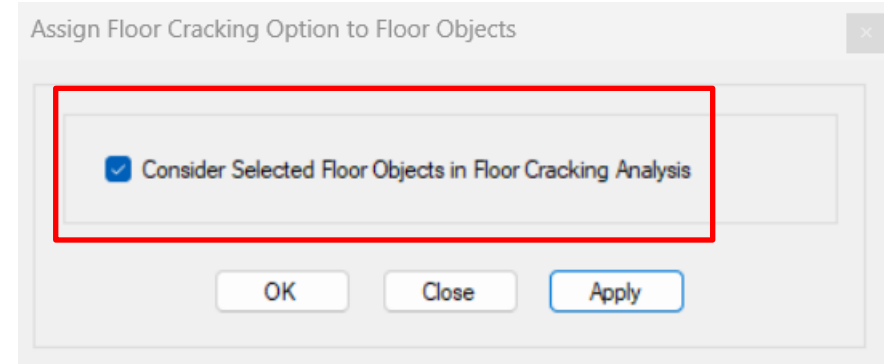 Assign Floor Cracking Option to Floor Objects
Consider Selected Floor Objects in Floor Cracking Analysis
OK Close Apply